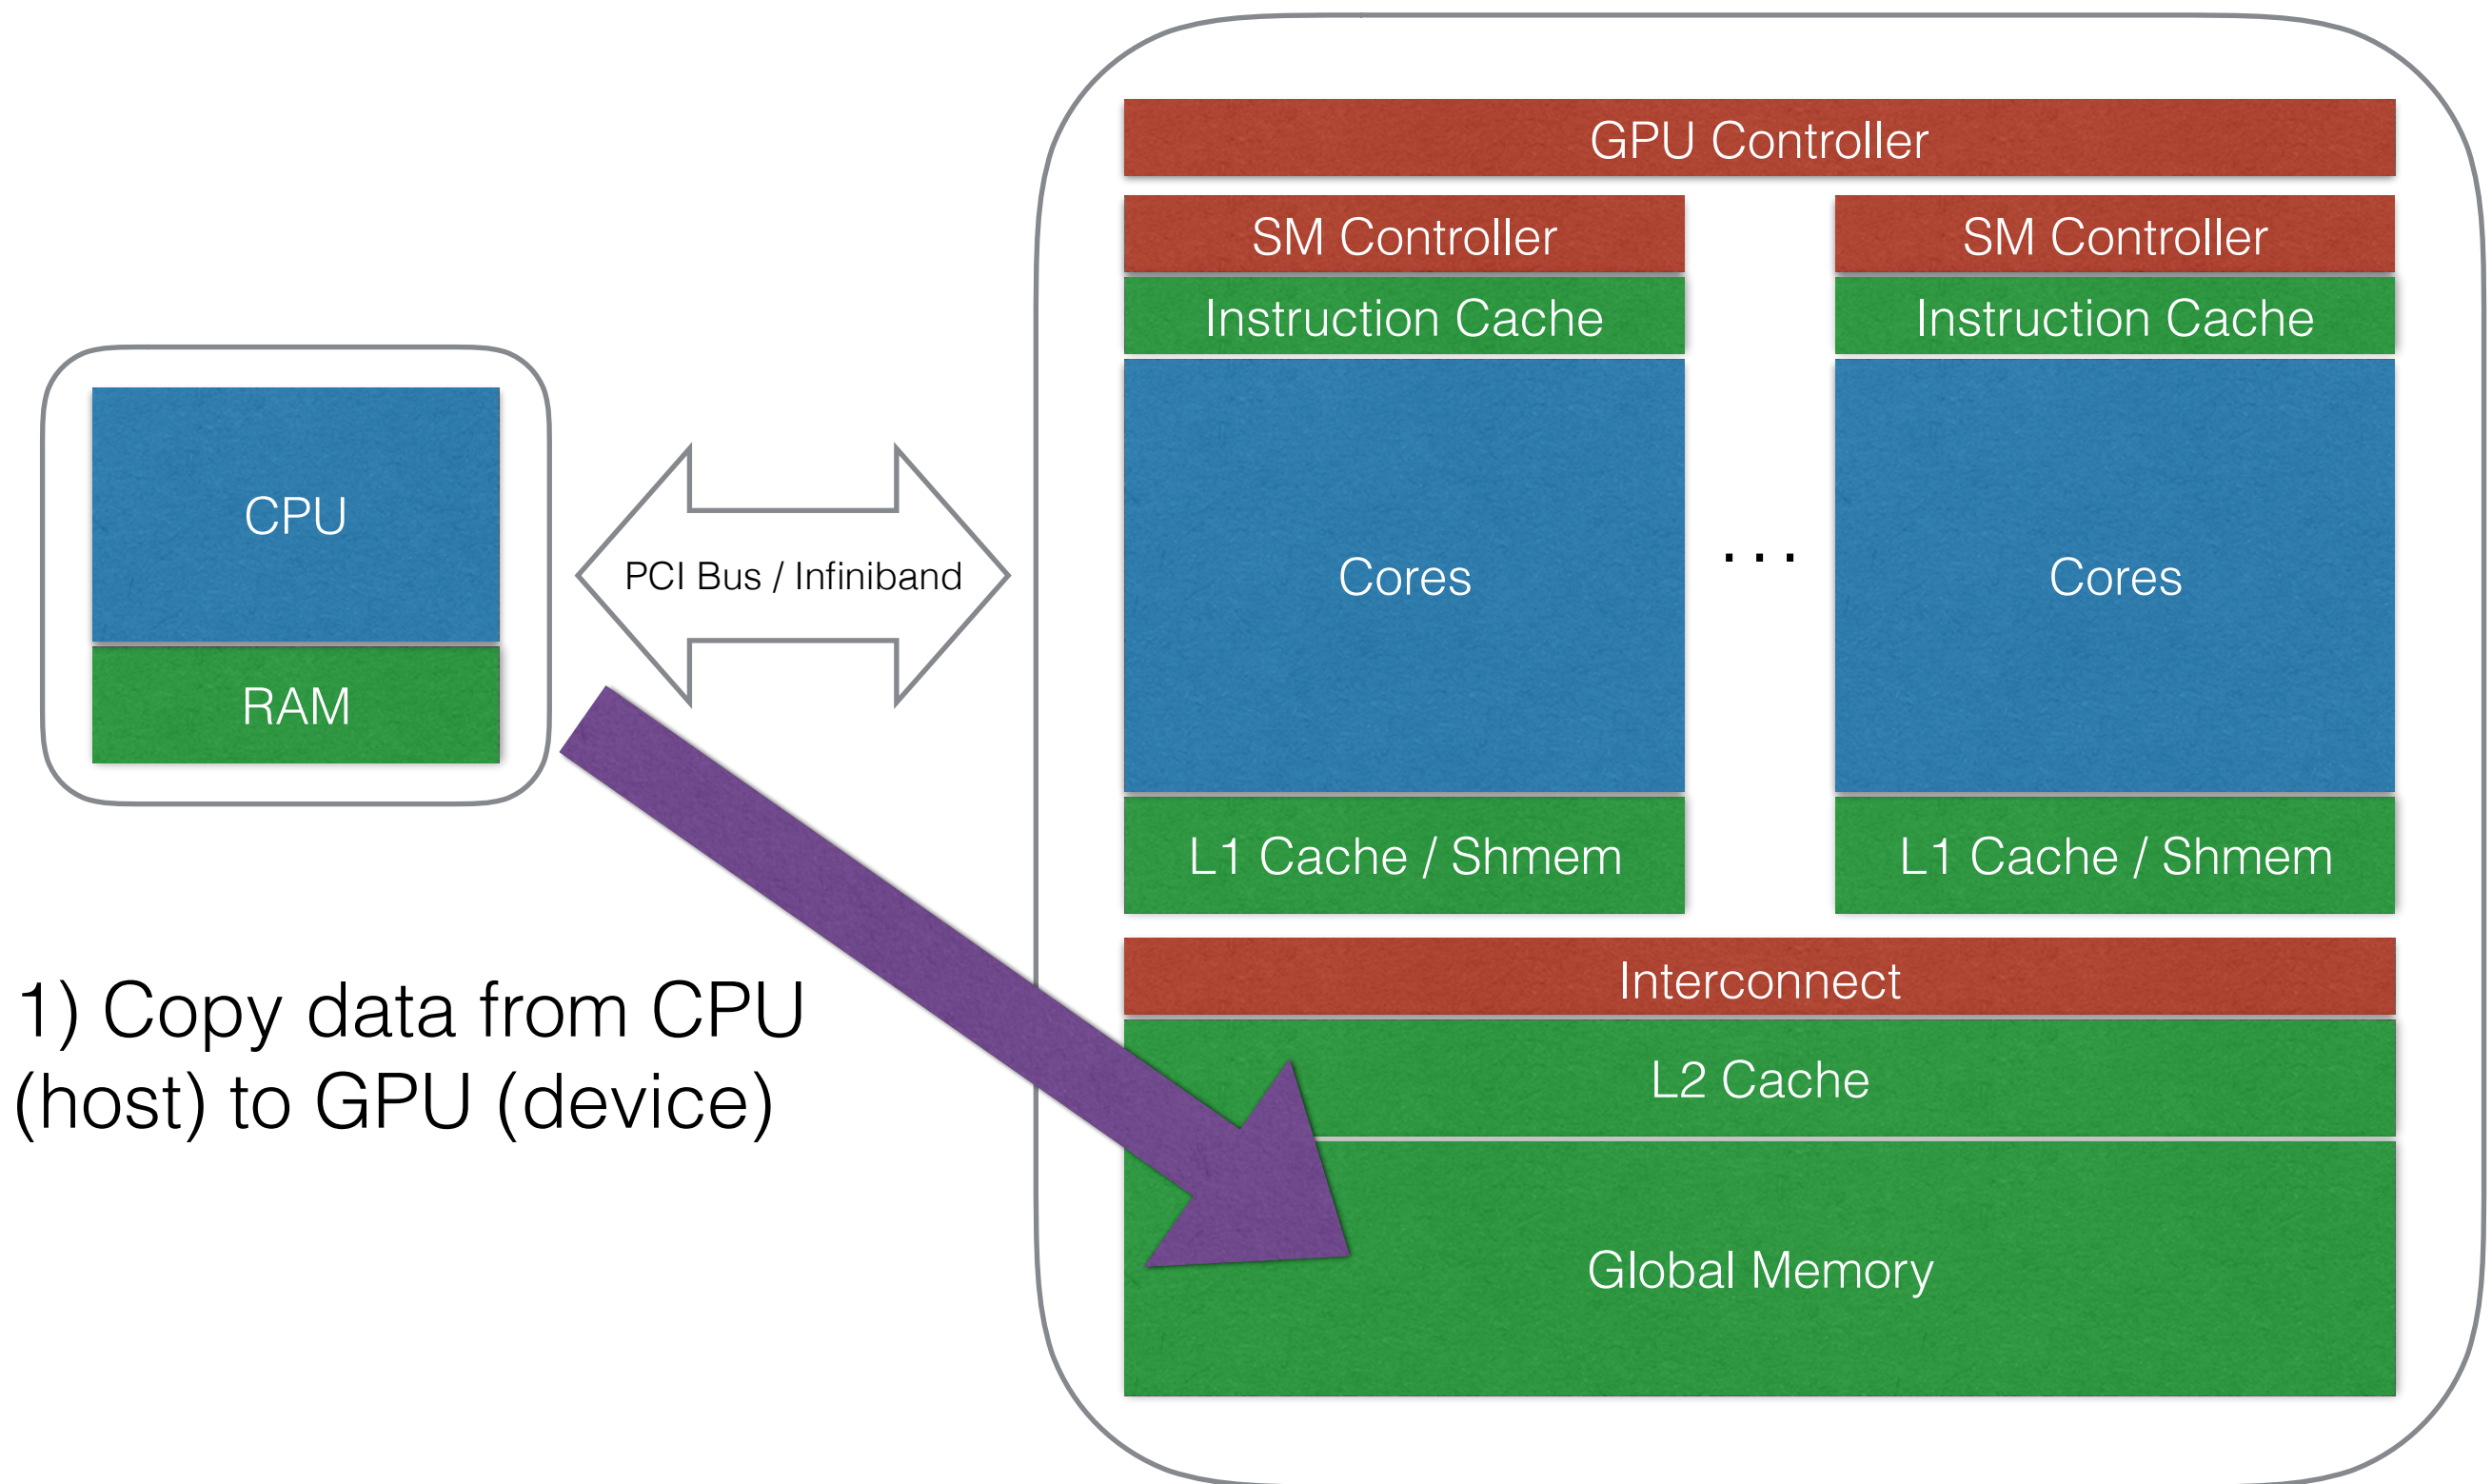 GPU Controller
SM Controller
SM Controller
Instruction Cache
Instruction Cache
CPU
RAM
PCI Bus / Infiniband
Cores
...
Cores
L1 Cache / Shmem
L1 Cache / Shmem
1) Copy data from CPU
(host) to GPU (device)
Interconnect
L2 Cache
Global Memory